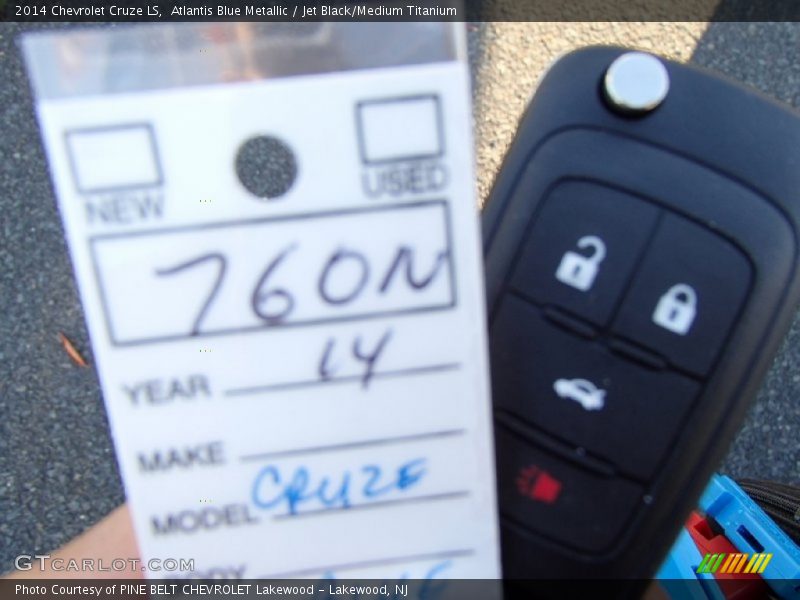 2014 Chevrolet Cruze LS,  Atlantis Blue Metallic / Jet Black/Medium Titanium
NEW
USED
760N
YEAR 14
MAKE
MODEL CRUZE
BODY
GTCARLOT.COM
Photo Courtesy of PINE BELT CHEVROLET Lakewood - Lakewood, NJ